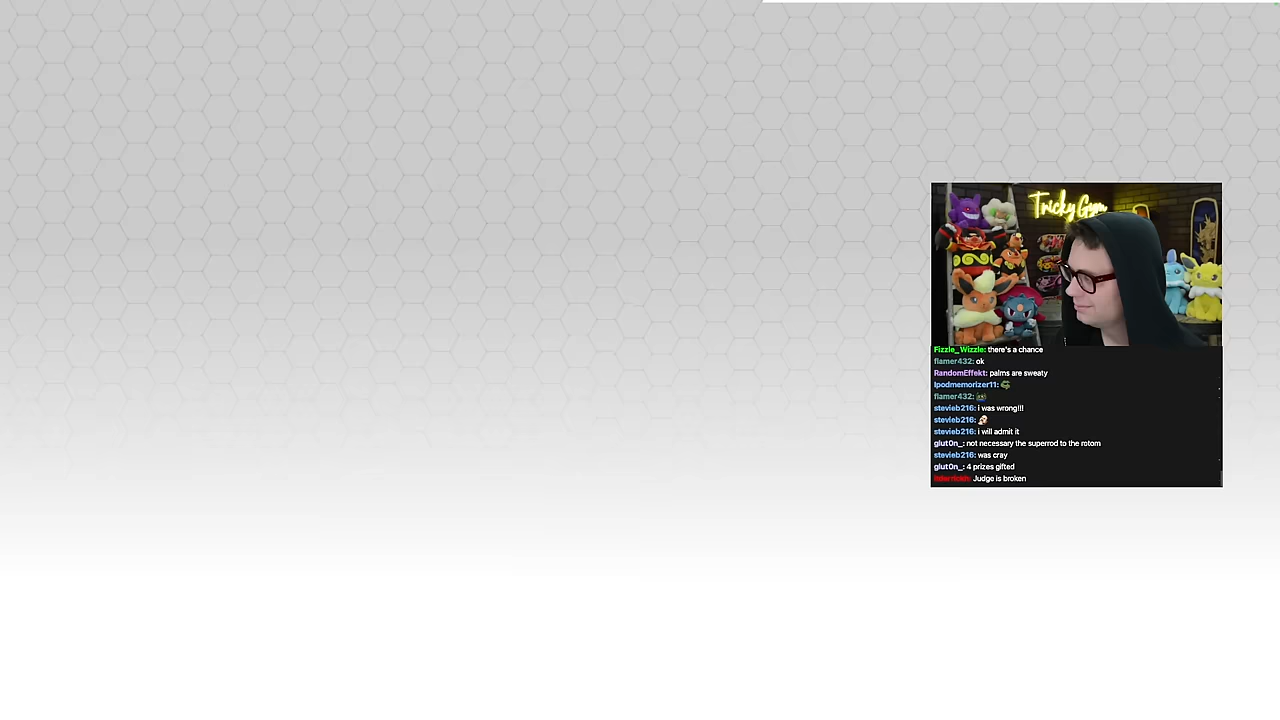 Tricky Gym
Fizzle_Wizzle: there's a chance
flamer432: ok
RandomEffekt: palms are sweaty
Ipodmemorizer11:
flamer432:
stevieb216: i was wrong!!!
stevieb216:
stevieb216: i will admit it
glut0n_: not necessary the superrod to the rotom
stevieb216: was cray
glut0n_: 4 prizes gifted
Judge is broken